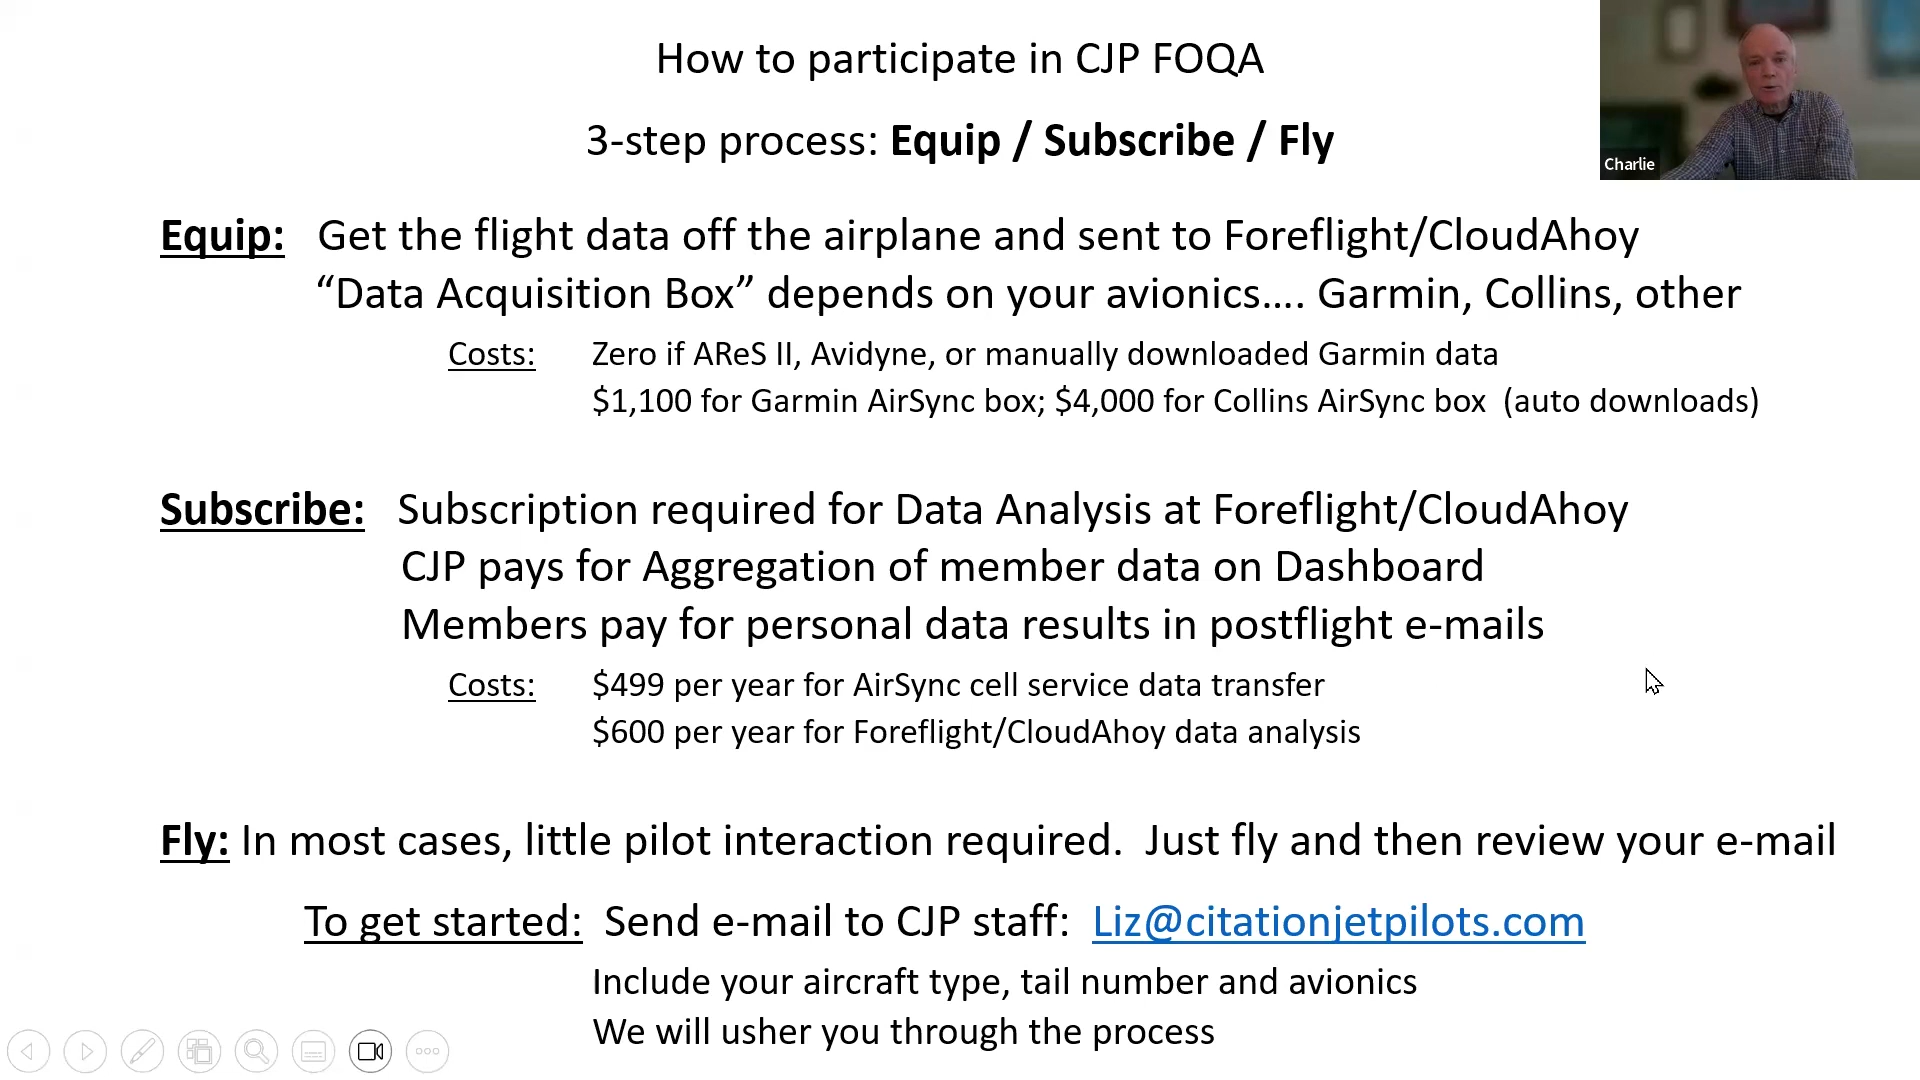 How to participate in CJP FOQA
3-step process: Equip / Subscribe / Fly
Charlie
Equip: Get the flight data off the airplane and sent to Foreflight/CloudAhoy
“Data Acquisition Box” depends on your avionics…. Garmin, Collins, other
Costs: Zero if AReS II, Avidyne, or manually downloaded Garmin data
$1,100 for Garmin AirSync box; $4,000 for Collins AirSync box (auto downloads)
Subscribe: Subscription required for Data Analysis at Foreflight/CloudAhoy
CJP pays for Aggregation of member data on Dashboard
Members pay for personal data results in postflight e-mails
Costs: $499 per year for AirSync cell service data transfer
$600 per year for Foreflight/CloudAhoy data analysis
Fly: In most cases, little pilot interaction required. Just fly and then review your e-mail
To get started: Send e-mail to CJP staff: Liz@citationjetpilots.com
Include your aircraft type, tail number and avionics
We will usher you through the process